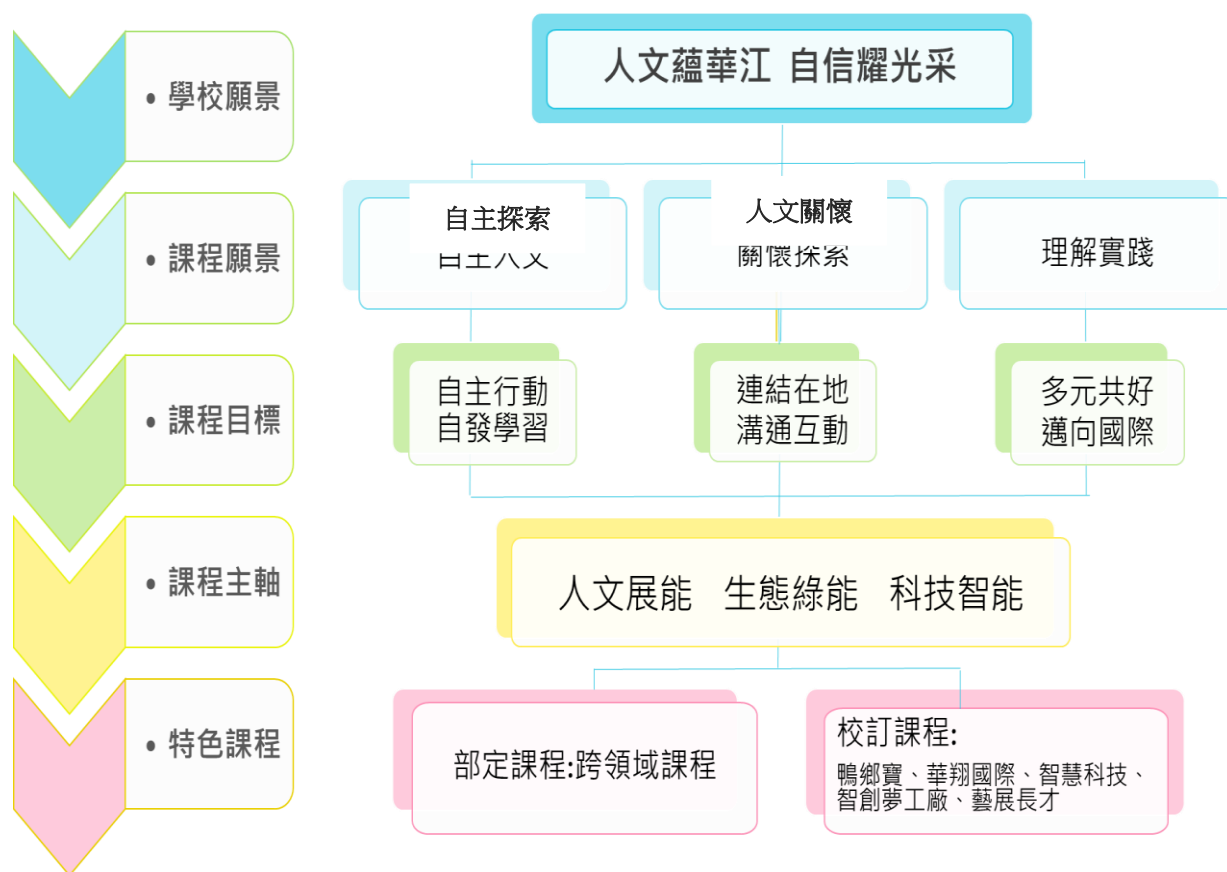 • 學校願景
人文蘊華江 自信耀光采
• 課程願景
自主探索
人文關懷
關懷探索
理解實踐
• 課程目標
自主行動
自發學習
連結在地
溝通互動
多元共好
邁向國際
• 課程主軸
人文展能 生態綠能 科技智能
• 特色課程
部定課程:跨領域課程
校訂課程:
鴨鄉寶、華翔國際、智慧科技、
智創夢工廠、藝展長才